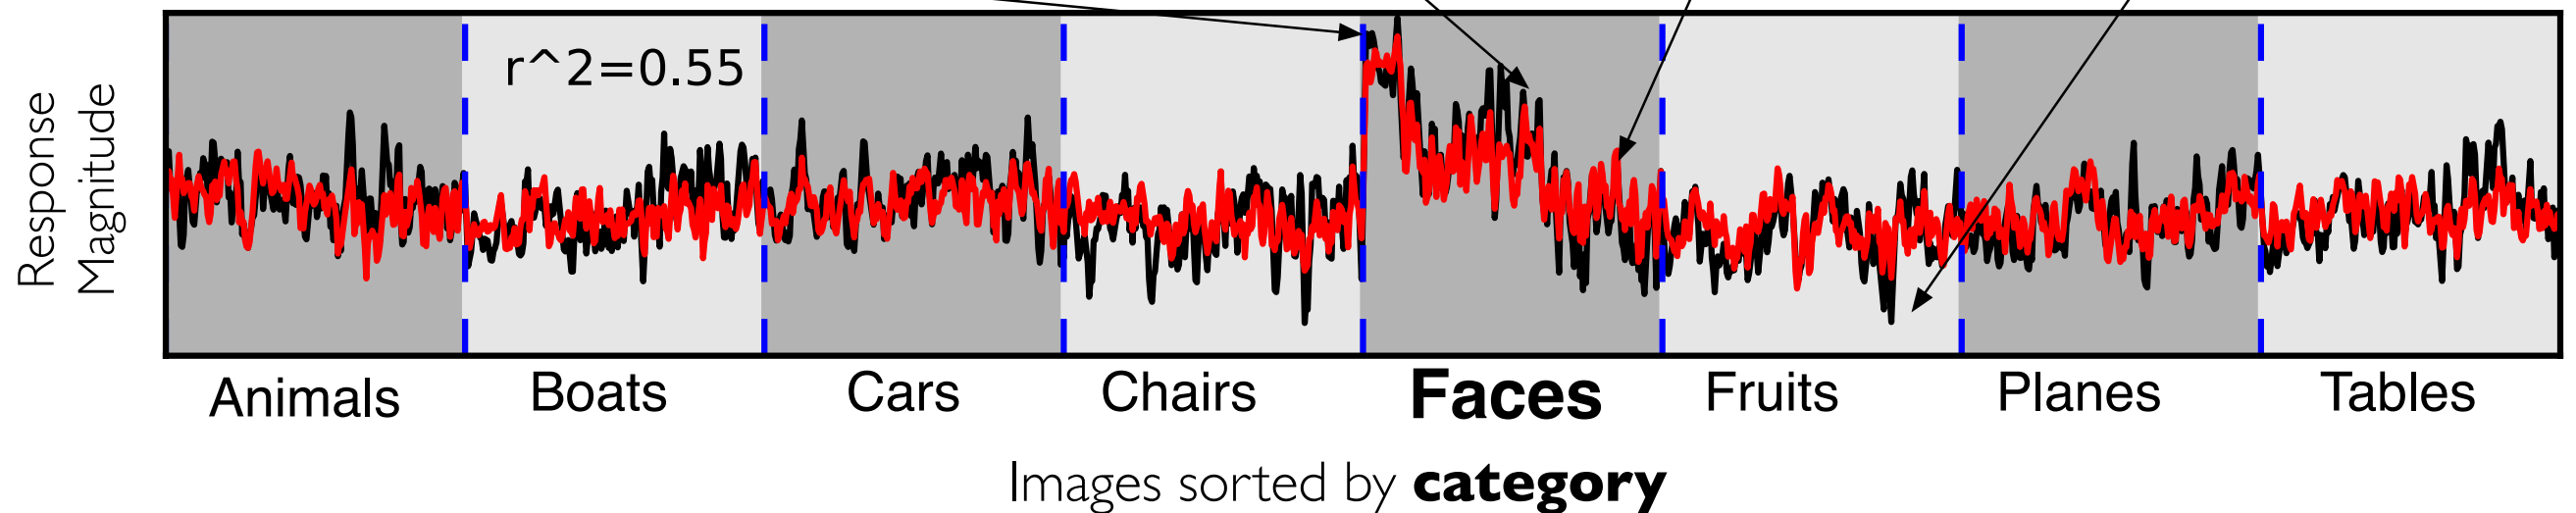 Response
Magnitude
r^2=0.55
Animals Boats Cars Chairs Faces Fruits Planes Tables
Images sorted by category